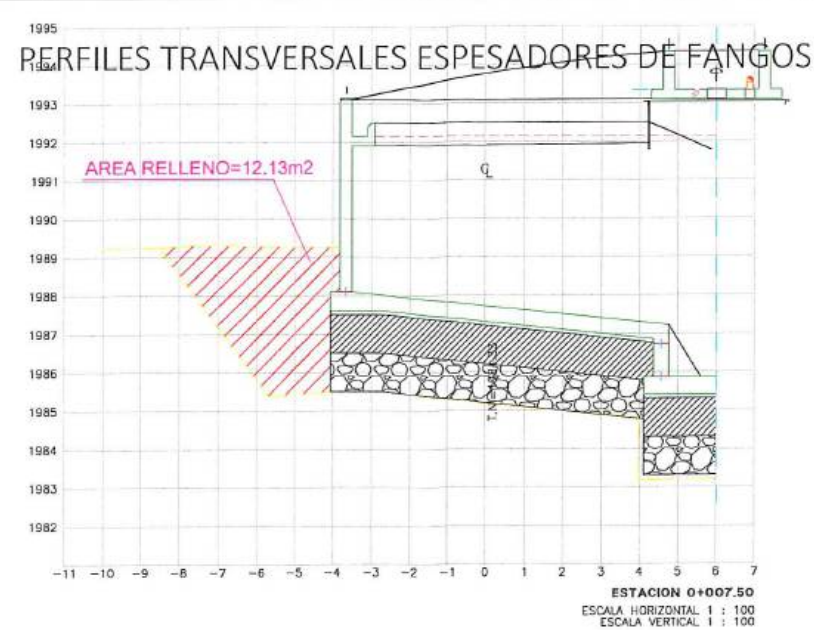 PERFILES TRANSVERSALES ESPESADORES DE FANGOS
1995
1994
1993
1992
1991
1990
1989
1988
1987
1986
1985
1984
1983
1982
AREA RELLENO=12.13m2
-11 -10 -9 -8 -7 -6 -5 -4 -3 -2 -1 0 1 2 3 4 5 6 7
ESTACION 0+007.50
ESCALA HORIZONTAL 1 : 100
ESCALA VERTICAL 1 : 100